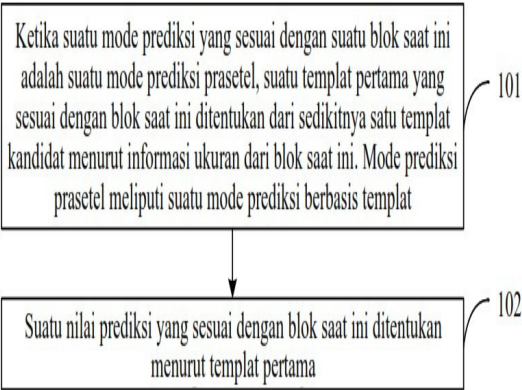 Ketika suatu mode prediksi yang sesuai dengan suatu blok saat ini
adalah suatu mode prediksi prasetel, suatu templat pertama yang
sesuai dengan blok saat ini ditentukan dari sedikitnya satu templat
kandidat menurut informasi ukuran dari blok saat ini. Mode prediksi
prasetel meliputi suatu mode prediksi berbasis templat
101
Suatu nilai prediksi yang sesuai dengan blok saat ini ditentukan
menurut templat pertama
102